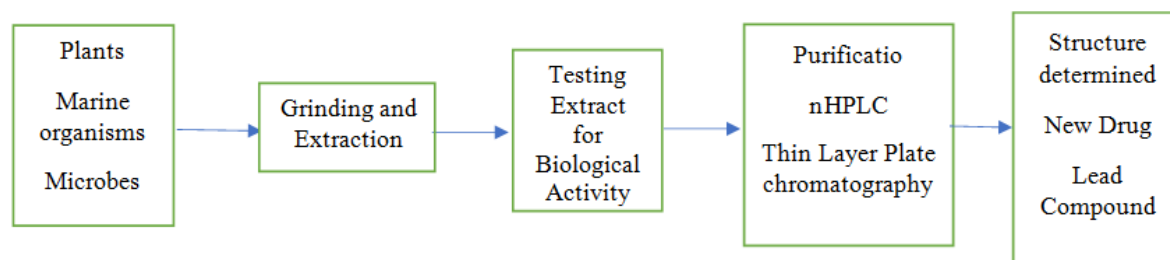 Plants
Marine
organisms
Microbes
Grinding and
Extraction
Testing
Extract
for
Biological
Activity
Purificatio
nHPLC
Thin Layer Plate
chromatography
Structure
determined
New Drug
Lead
Compound